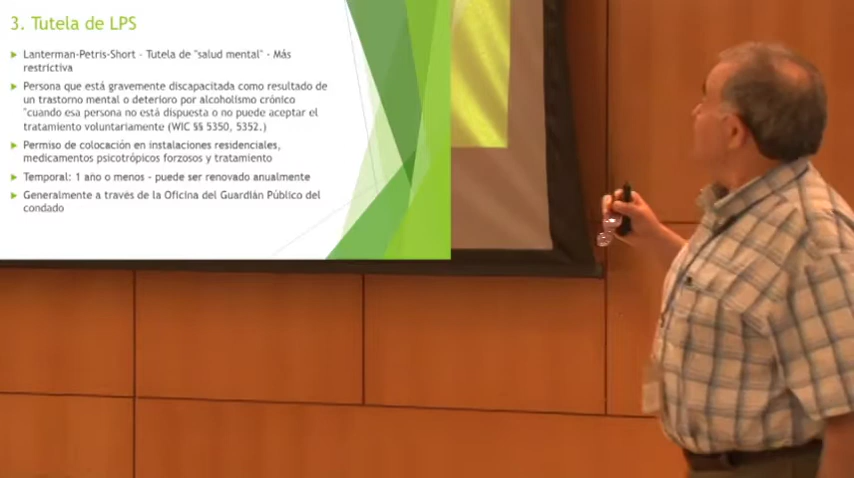 3. Tutela de LPS
Lanterman-Petris-Short - Tutela de "salud mental" - Más
restrictiva
Persona que está gravemente discapacitada como resultado de
un trastorno mental o deterioro por alcoholismo crónico
"cuando esa persona no está dispuesta o no puede aceptar el
tratamiento voluntariamente (WIC §§ 5350, 5352.)
Permiso de colocación en instalaciones residenciales,
medicamentos psicotrópicos forzosos y tratamiento
Temporal: 1 año o menos - puede ser renovado anualmente
Generalmente a través de la Oficina del Guardián Público del
condado